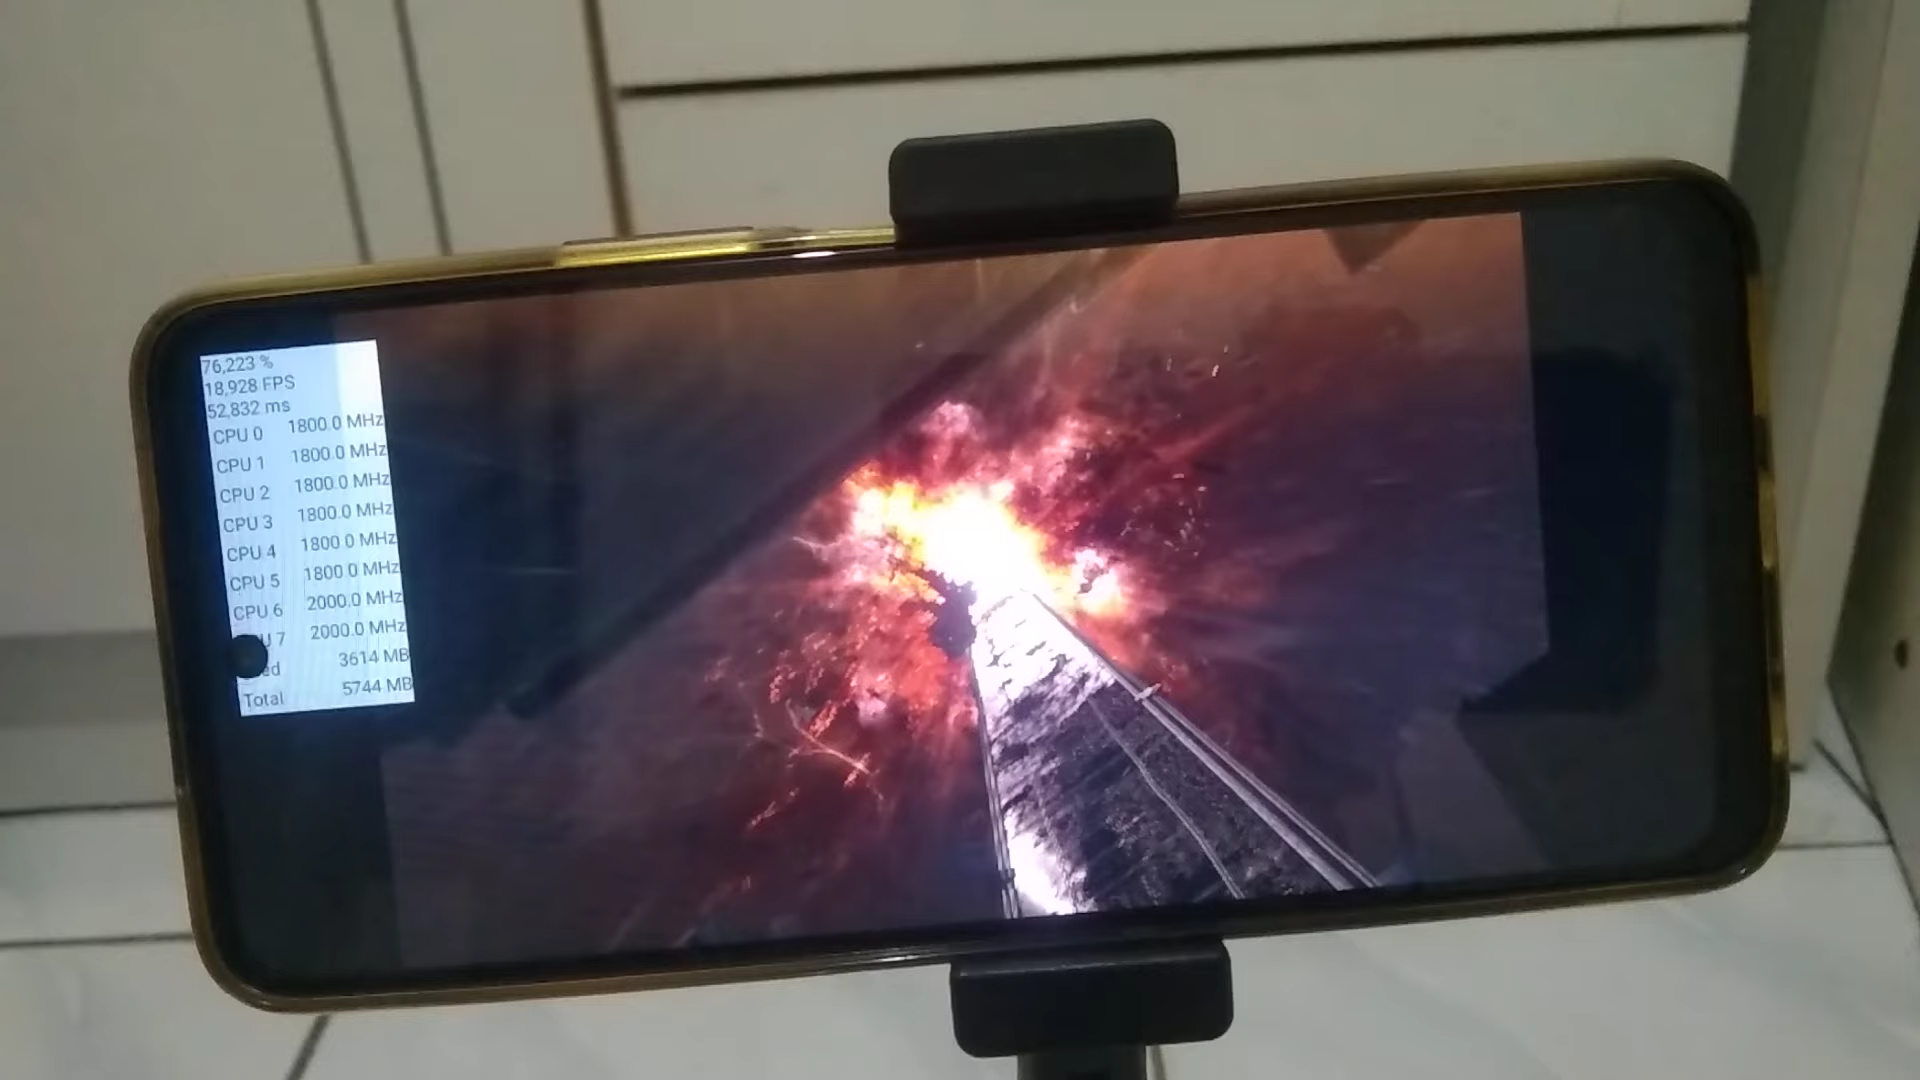 76,223 %
18,928 FPS
52,832 ms
CPU 0 1800.0 MHz
CPU 1 1800.0 MHz
CPU 2 1800.0 MHz
CPU 3 1800.0 MHz
CPU 4 1800 0 MHz
CPU 5 1800 0 MHz
CPU 6 2000.0 MHz
U 7 2000.0 MHz
ed 3614 MB
Total 5744 MB